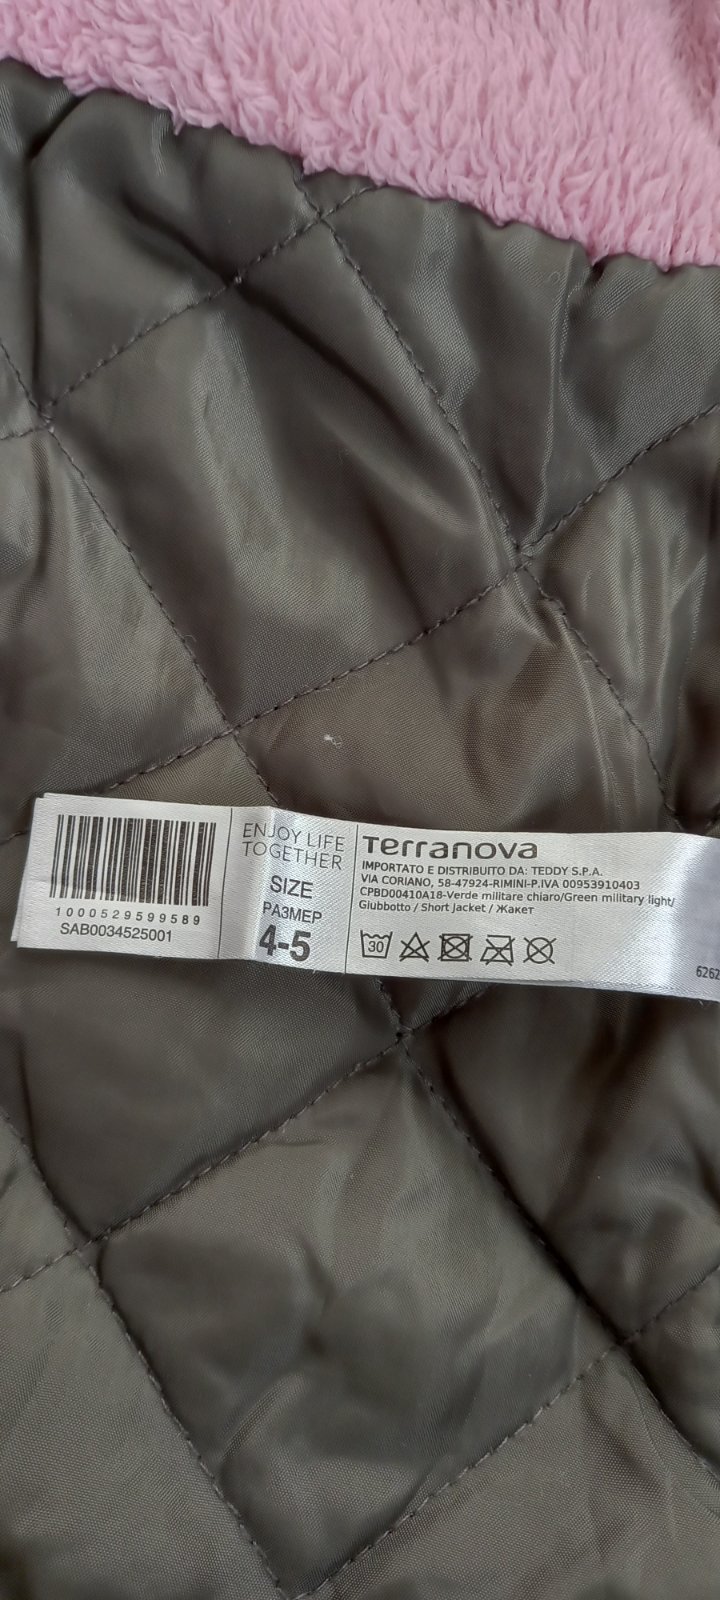 1000529599589
SAB0034525001
ENJOY LIFE
TOGETHER
SIZE
РАЗМЕР
4-5
Terranova
IMPORTATO E DISTRIBUITO DA: TEDDY S.P.A.
VIA CORIANO, 58-47924-RIMINI-P.IVA 00953910403
CPBD00410A18-Verde militare chiaro/Green military light/
Giubbotto / Short Jacket / Жакет
30
6262